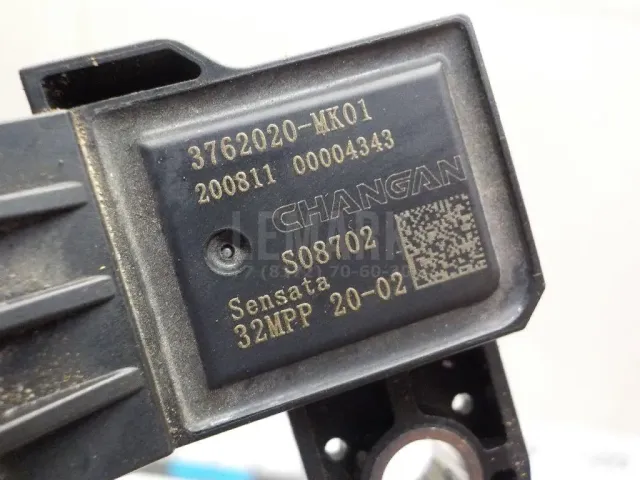 3762020-MK01
200811 00004343
CHANGAN
S08702
Sensata
32MPP 20-02